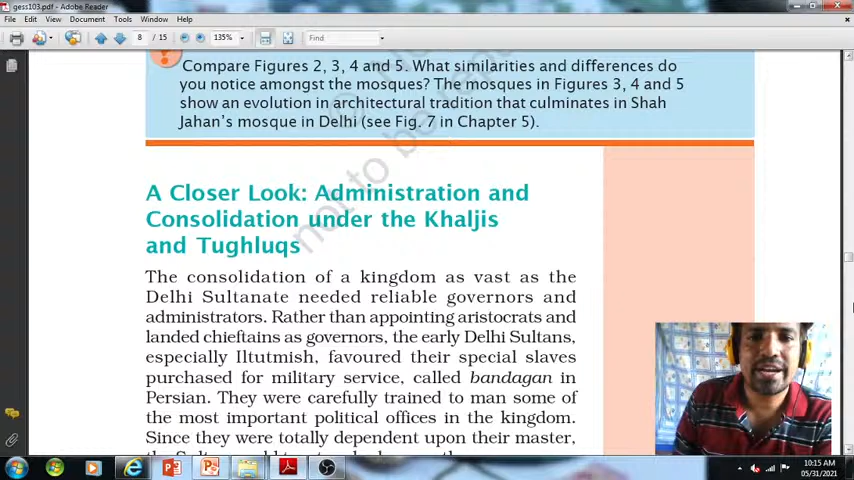 gess103.pdf - Adobe Reader
File Edit View Document Tools Window Help
8 / 15 135% Find
Compare Figures 2, 3, 4 and 5. What similarities and differences do
you notice amongst the mosques? The mosques in Figures 3, 4 and 5
show an evolution in architectural tradition that culminates in Shah
Jahan's mosque in Delhi (see Fig. 7 in Chapter 5).
not to be
A Closer Look: Administration and
Consolidation under the Khaljis
and Tughluqs
The consolidation of a kingdom as vast as the
Delhi Sultanate needed reliable governors and
administrators. Rather than appointing aristocrats and
landed chieftains as governors, the early Delhi Sultans,
especially Iltutmish, favoured their special slaves
purchased for military service, called bandagan in
Persian. They were carefully trained to man some of
the most important political offices in the kingdom.
Since they were totally dependent upon their master,
10:15 AM
05/31/2021